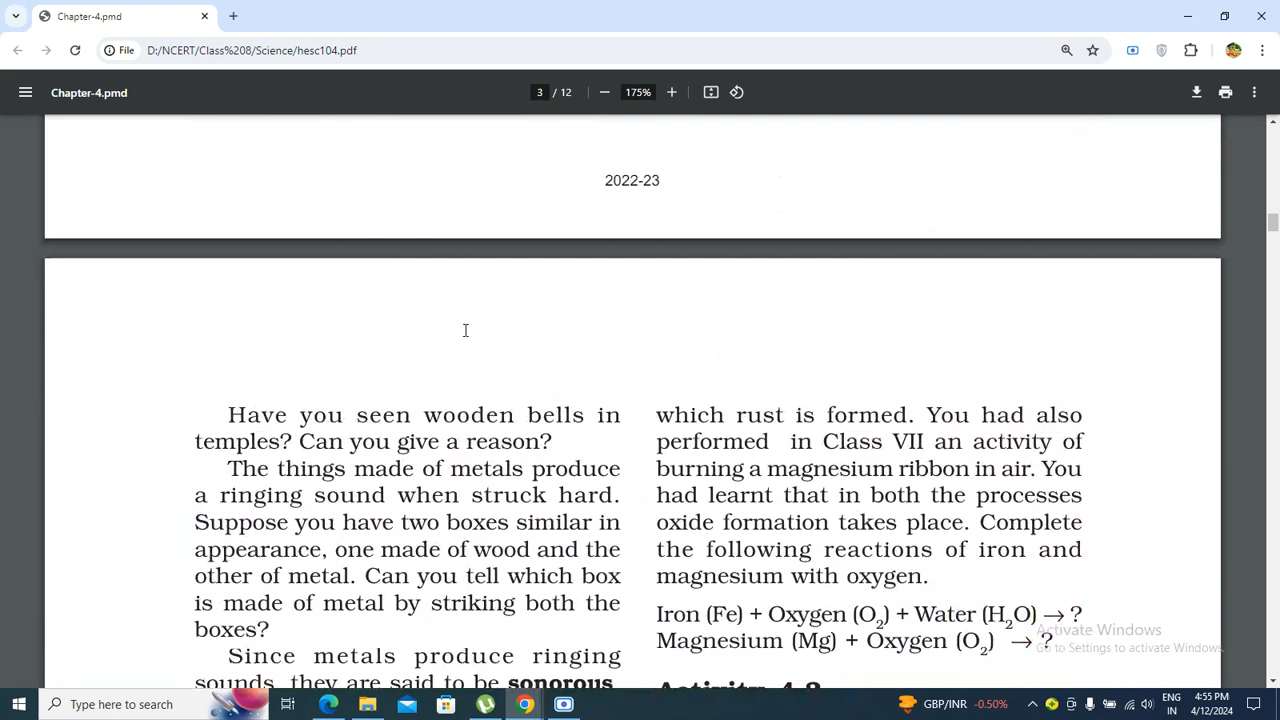 Chapter-4.pmd
File
D:/NCERT/Class%208/Science/hesc104.pdf
Chapter-4.pmd
3 / 12
175%
2022-23
Have you seen wooden bells in
temples? Can you give a reason?
The things made of metals produce
a ringing sound when struck hard.
Suppose you have two boxes similar in
appearance, one made of wood and the
other of metal. Can you tell which box
is made of metal by striking both the
boxes?
Since metals produce ringing
sounds, they are said to be sonorous.
which rust is formed. You had also
performed in Class VII an activity of
burning a magnesium ribbon in air. You
had learnt that in both the processes
oxide formation takes place. Complete
the following reactions of iron and
magnesium with oxygen.
Iron (Fe) + Oxygen (O₂) + Water (H₂O) → ?
Magnesium (Mg) + Oxygen (O₂) → ?
Activate Windows
Go to Settings to activate Windows.
Type here to search
GBP/INR -0.50%
ENG
IN
4:55 PM
4/12/2024